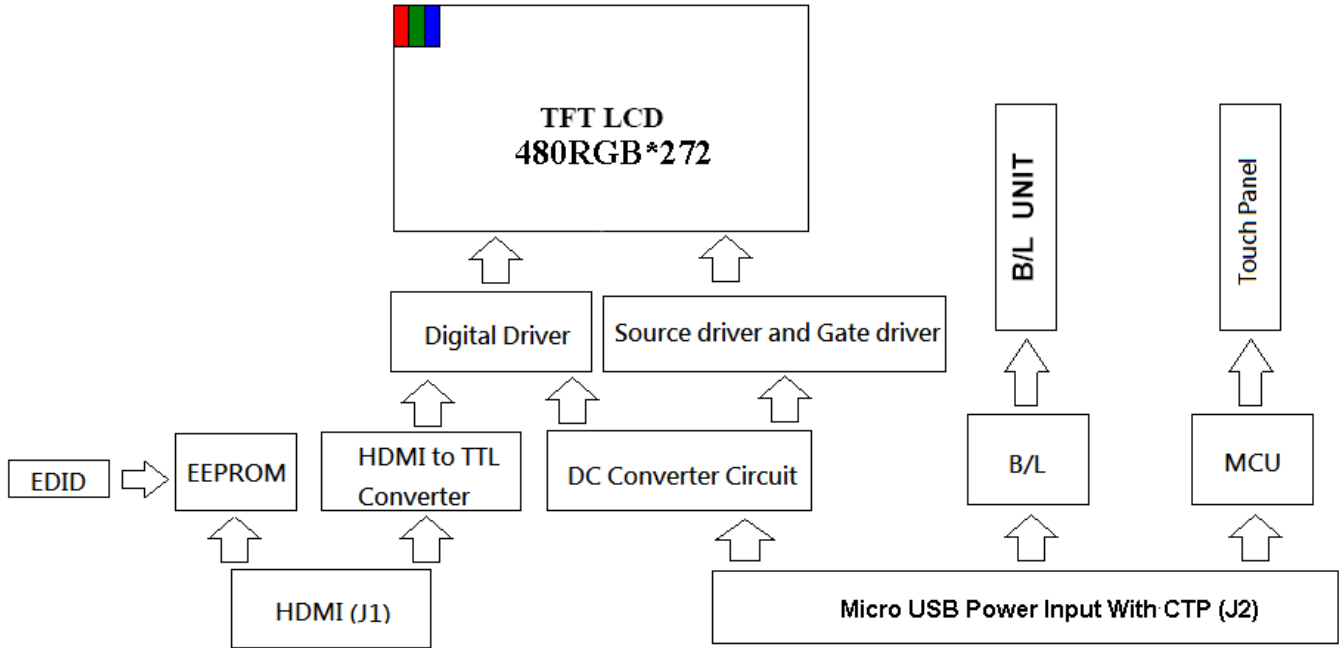 TFT LCD
480RGB*272
B/L UNIT
Touch Panel
Digital Driver
Source driver and Gate driver
EDID
EEPROM
HDMI to TTL
Converter
DC Converter Circuit
B/L
MCU
HDMI (J1)
Micro USB Power Input With CTP (J2)